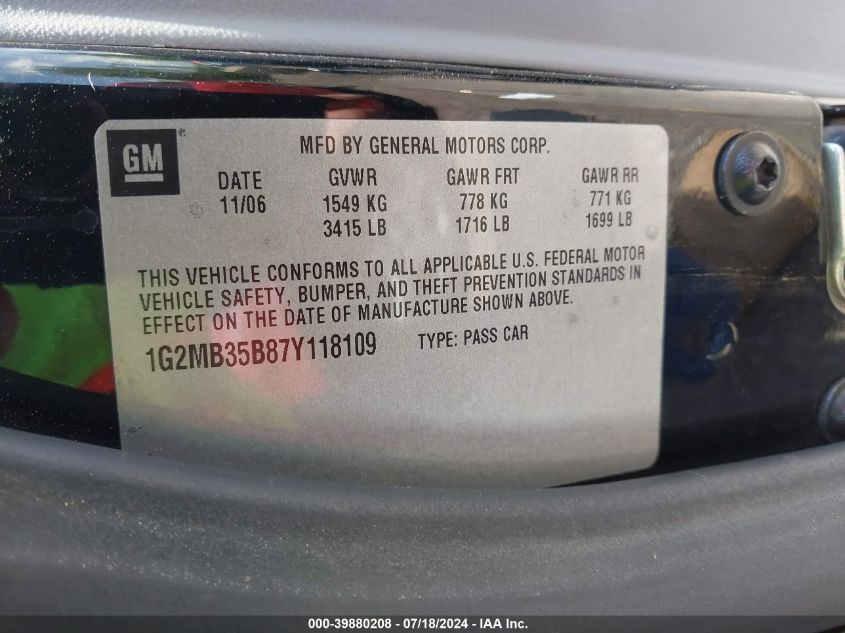 GM
MFD BY GENERAL MOTORS CORP.
DATE GVWR GAWR FRT GAWR RR
11/06 1549 KG 778 KG 771 KG
3415 LB 1716 LB 1699 LB
THIS VEHICLE CONFORMS TO ALL APPLICABLE U.S. FEDERAL MOTOR
VEHICLE SAFETY, BUMPER, AND THEFT PREVENTION STANDARDS IN
EFFECT ON THE DATE OF MANUFACTURE SHOWN ABOVE.
1G2MB35B87Y118109 TYPE: PASS CAR
000-39880208 - 07/18/2024 - IAA Inc.